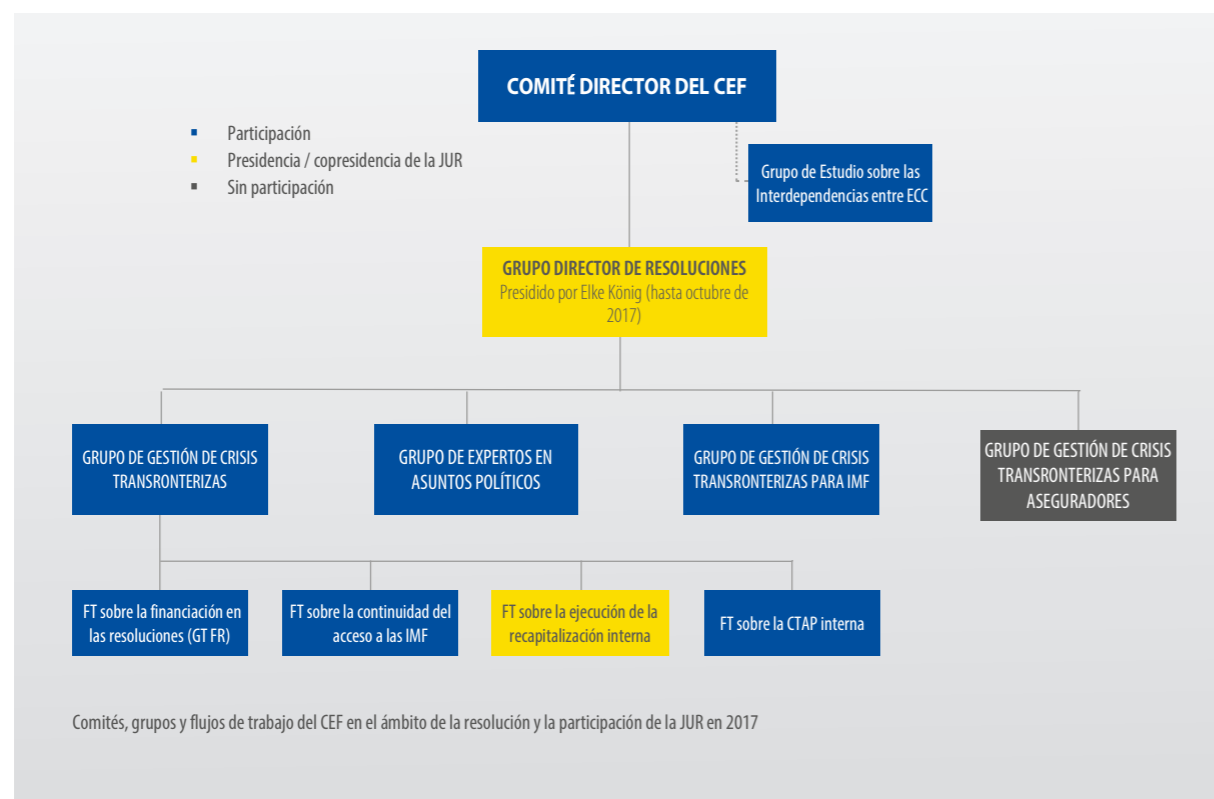 COMITÉ DIRECTOR DEL CEF
Participación
Presidencia / copresidencia de la JUR
Sin participación
Grupo de Estudio sobre las
Interdependencias entre ECC
GRUPO DIRECTOR DE RESOLUCIONES
Presidido por Elke König (hasta octubre de
2017)
GRUPO DE GESTIÓN DE CRISIS
TRANSRONTERIZAS
GRUPO DE EXPERTOS EN
ASUNTOS POLÍTICOS
GRUPO DE GESTIÓN DE CRISIS
TRANSRONTERIZAS PARA IMF
GRUPO DE GESTIÓN DE CRISIS
TRANSRONTERIZAS PARA
ASEGURADORES
FT sobre la financiación en
las resoluciones (GT FR)
FT sobre la continuidad del
acceso a las IMF
FT sobre la ejecución de la
recapitalización interna
FT sobre la CTAP interna
Comités, grupos y flujos de trabajo del CEF en el ámbito de la resolución y la participación de la JUR en 2017